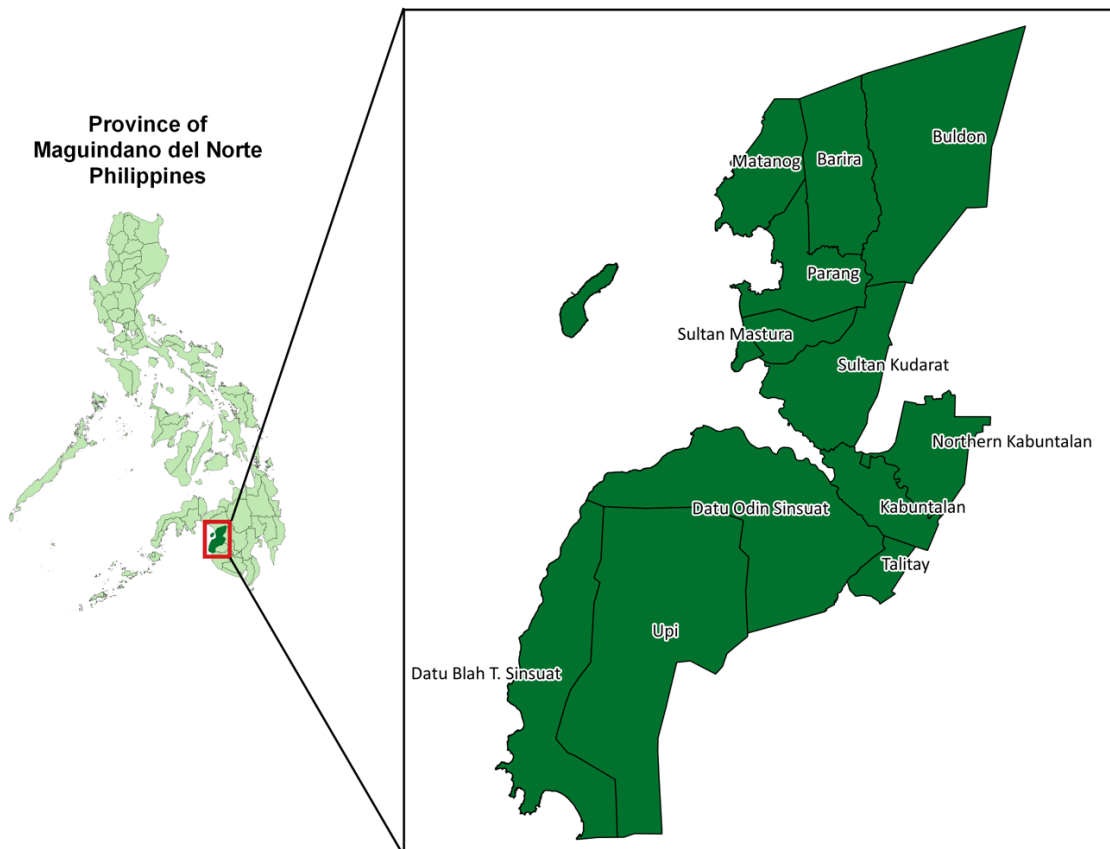 Province of
Maguindano del Norte
Philippines
Buldon
Matanog
Barira
Parang
Sultan Mastura
Sultan Kudarat
Northern Kabuntalan
Datu Odin Sinsuat
Kabuntalan
Talitay
Upi
Datu Blah T. Sinsuat